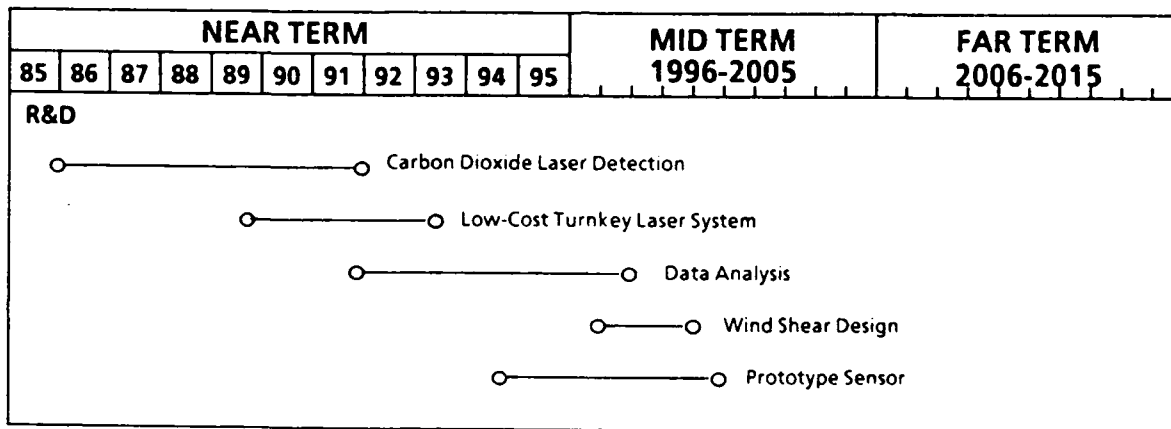 NEAR TERM
MID TERM
FAR TERM
85 86 87 88 89 90 91 92 93 94 95
1996-2005
2006-2015
R&D
Carbon Dioxide Laser Detection
Low-Cost Turnkey Laser System
Data Analysis
Wind Shear Design
Prototype Sensor